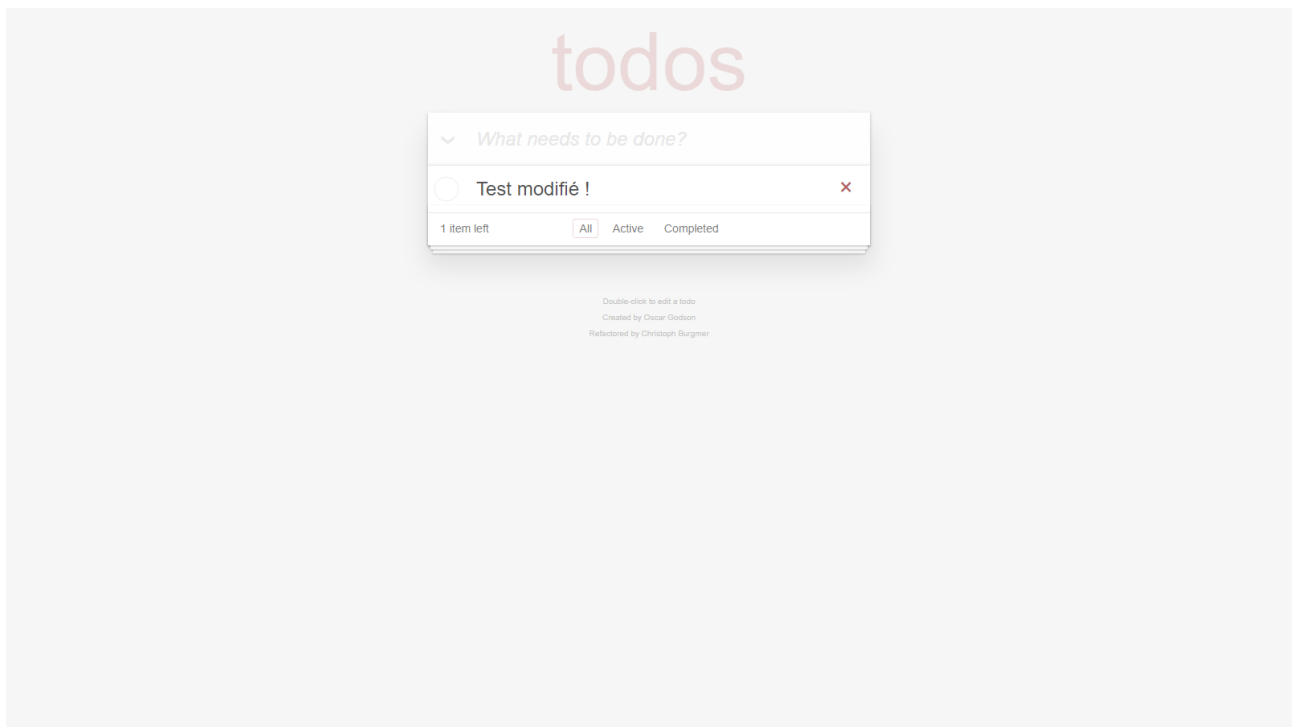 todos
What needs to be done?
Test modifié !
1 item left All Active Completed
Double-click to edit a todo
Created by Oscar Godson
Refactored by Christoph Burgmer